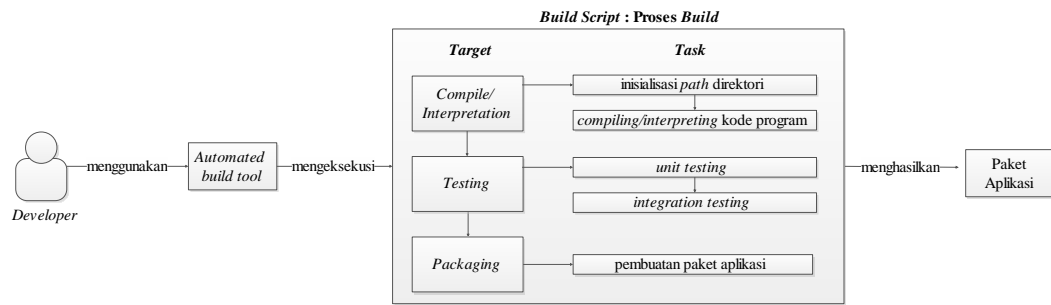 Build Script : Proses Build
Target
Task
Compile/
Interpretation
inisialisasi path direktori
compiling/interpreting kode program
Developer
menggunakan
Automated
build tool
mengeksekusi
Testing
unit testing
integration testing
Packaging
pembuatan paket aplikasi
menghasilkan
Paket
Aplikasi